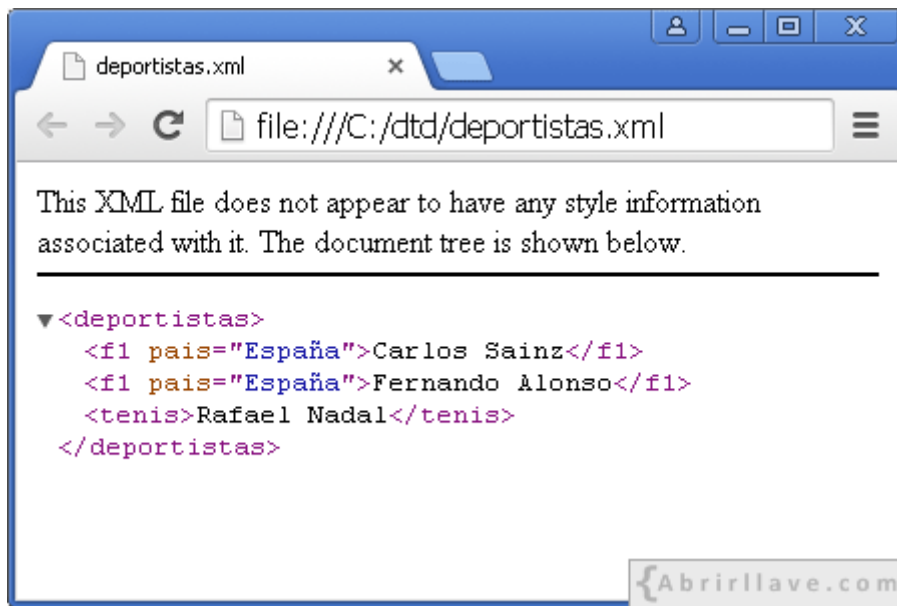 deportistas.xml
file:///C:/dtd/deportistas.xml
This XML file does not appear to have any style information
associated with it. The document tree is shown below.
<deportistas>
<f1 pais="España">Carlos Sainz</f1>
<f1 pais="España">Fernando Alonso</f1>
<tenis>Rafael Nadal</tenis>
</deportistas>
{Abrirllave.com